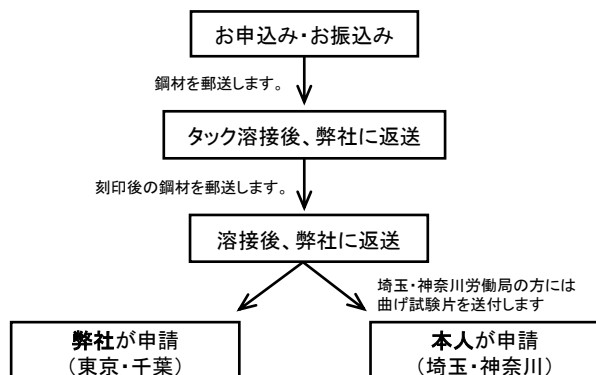 お申込み・お振込み
鋼材を郵送します。
タック溶接後、弊社に返送
刻印後の鋼材を郵送します。
溶接後、弊社に返送
埼玉・神奈川労働局の方には
曲げ試験片を送付します
弊社が申請
（東京・千葉）
本人が申請
（埼玉・神奈川）